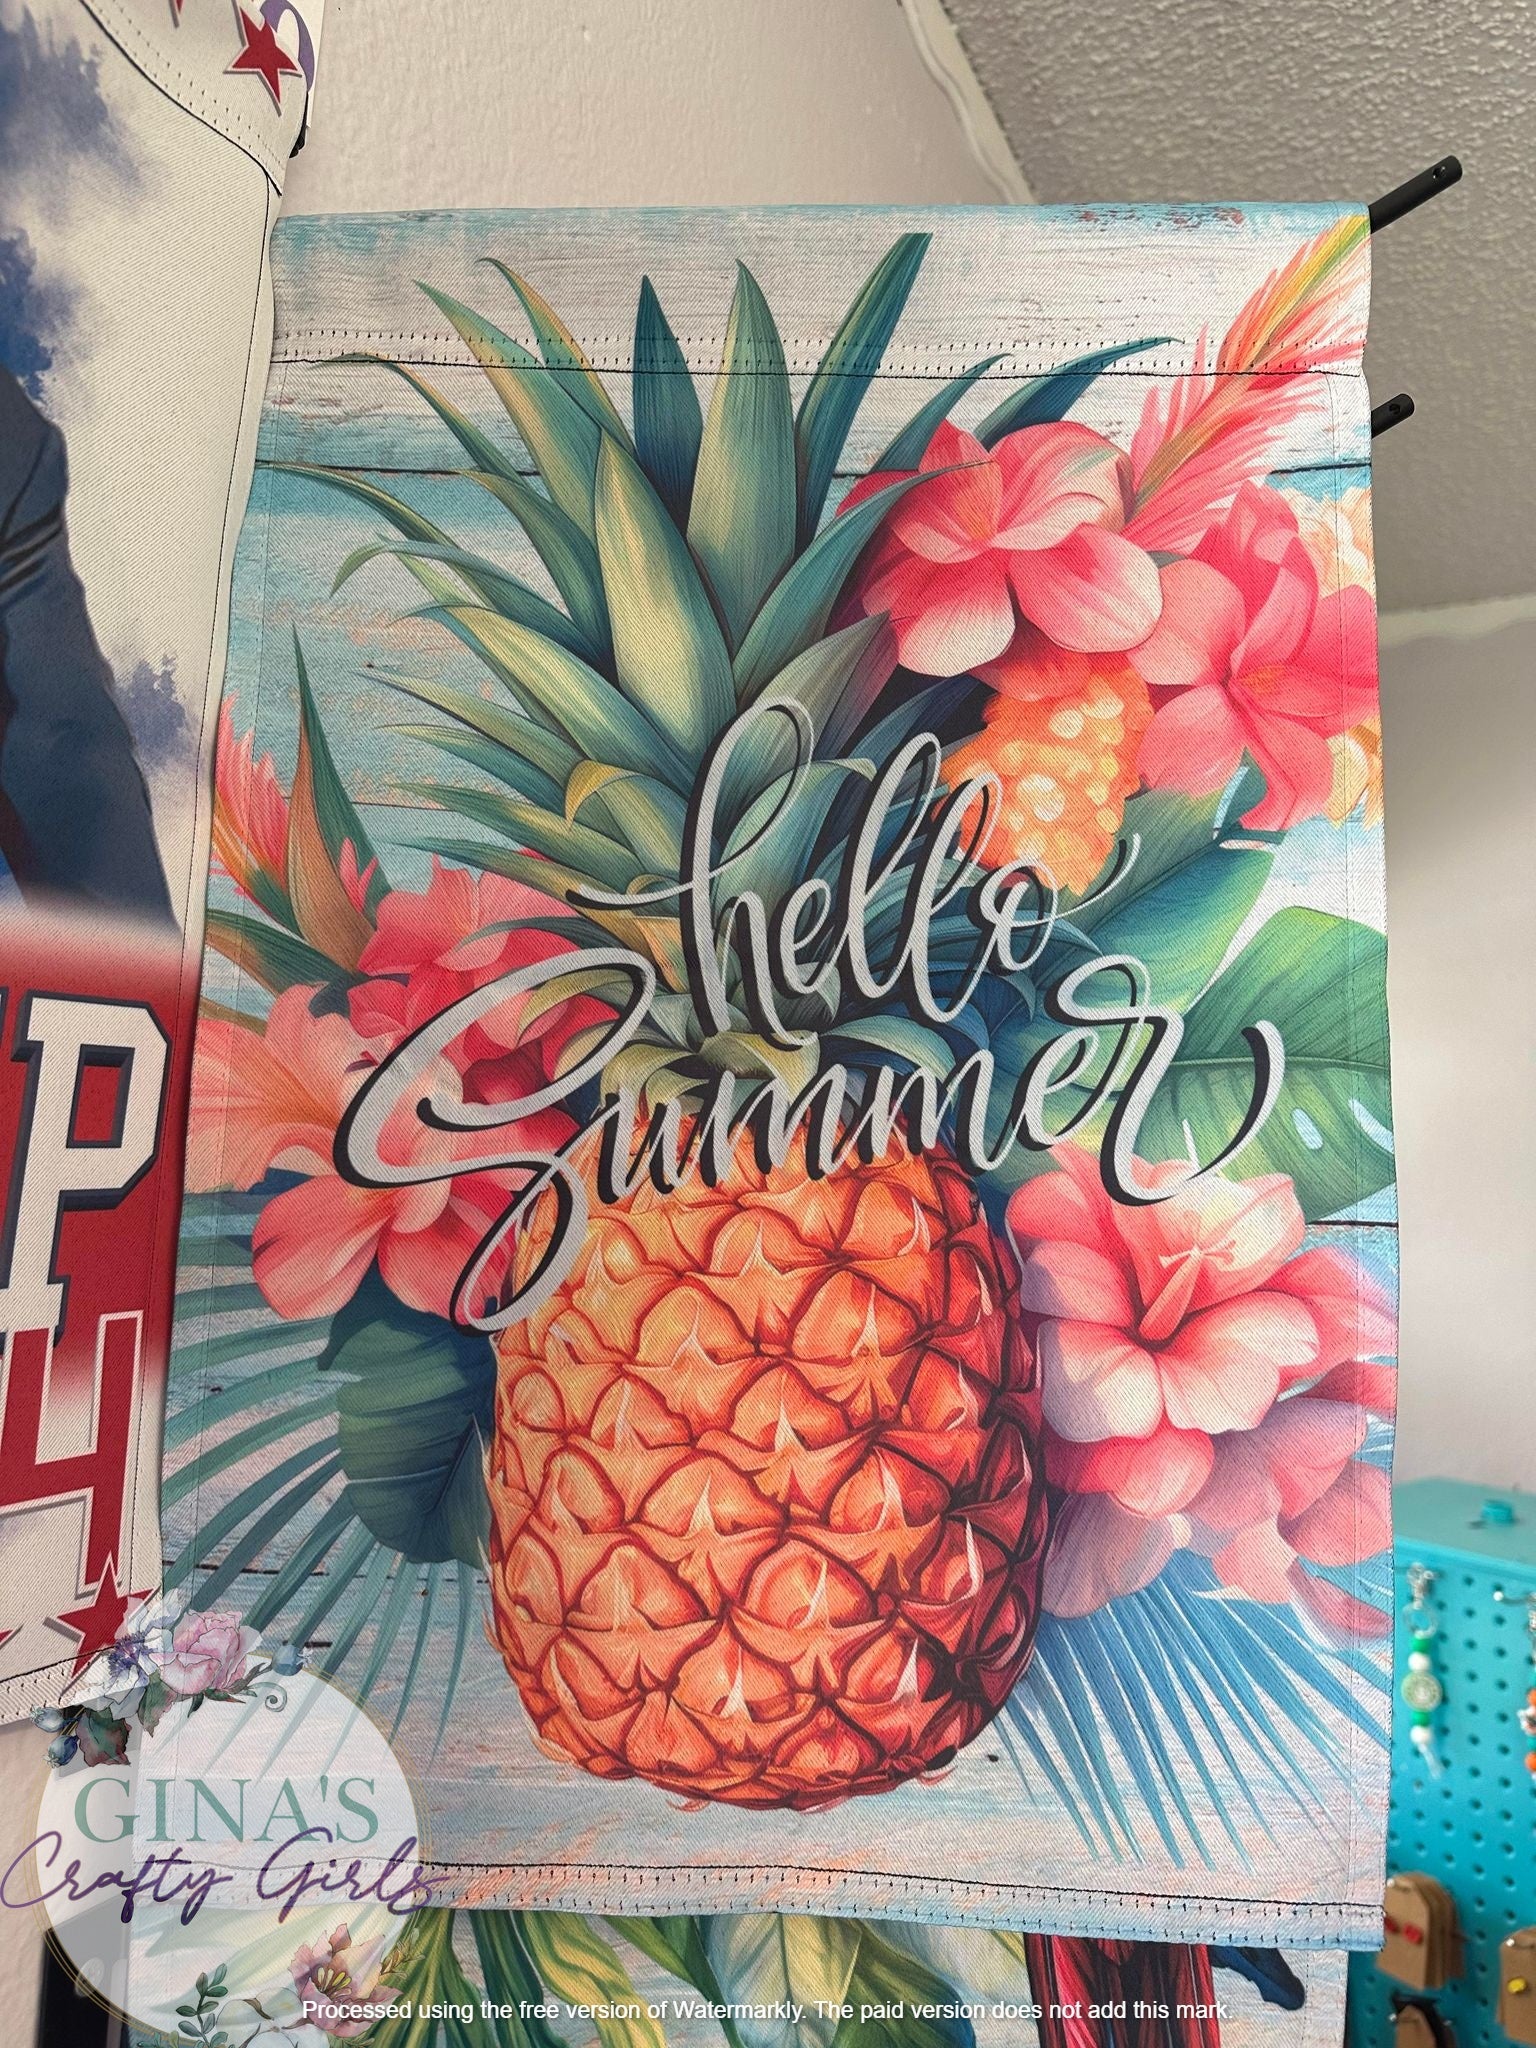 hello
Summer
GINA'S
Crafty Girls
Processed using the free version of Watermarkly. The paid version does not add this mark.